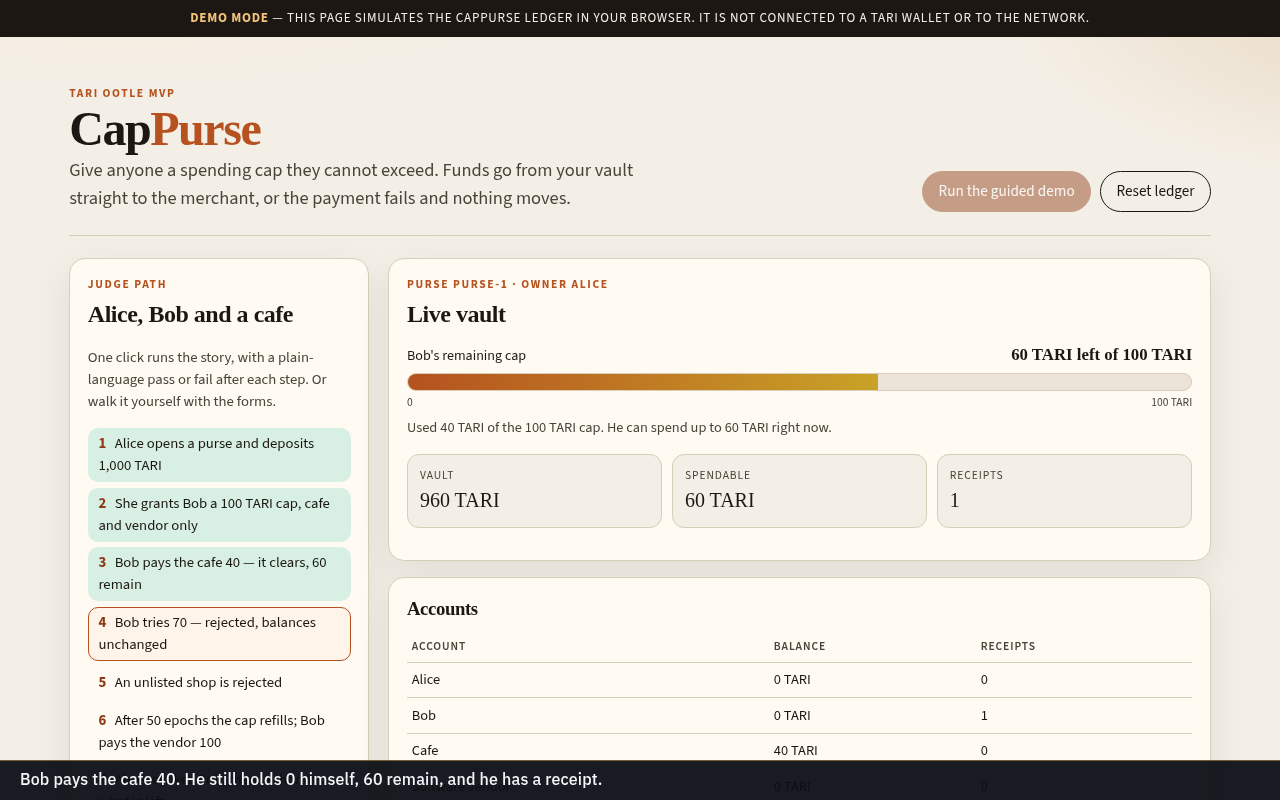 DEMO MODE — THIS PAGE SIMULATES THE CAPPURSE LEDGER IN YOUR BROWSER. IT IS NOT CONNECTED TO A TARI WALLET OR TO THE NETWORK.
TARI OOTLE MVP
CapPurse
Give anyone a spending cap they cannot exceed. Funds go from your vault
straight to the merchant, or the payment fails and nothing moves.
Run the guided demo
Reset ledger
JUDGE PATH
Alice, Bob and a cafe
One click runs the story, with a plain-
language pass or fail after each step. Or
walk it yourself with the forms.
1 Alice opens a purse and deposits
1,000 TARI
2 She grants Bob a 100 TARI cap, cafe
and vendor only
3 Bob pays the cafe 40 — it clears, 60
remain
4 Bob tries 70 — rejected, balances
unchanged
5 An unlisted shop is rejected
6 After 50 epochs the cap refills; Bob
pays the vendor 100
PURSE PURSE-1 · OWNER ALICE
Live vault
Bob's remaining cap
60 TARI left of 100 TARI
0
100 TARI
Used 40 TARI of the 100 TARI cap. He can spend up to 60 TARI right now.
VAULT
960 TARI
SPENDABLE
60 TARI
RECEIPTS
1
Accounts
ACCOUNT BALANCE RECEIPTS
Alice 0 TARI 0
Bob 0 TARI 1
Cafe 40 TARI 0
Software vendor 0 TARI 0
Bob pays the cafe 40. He still holds 0 himself, 60 remain, and he has a receipt.